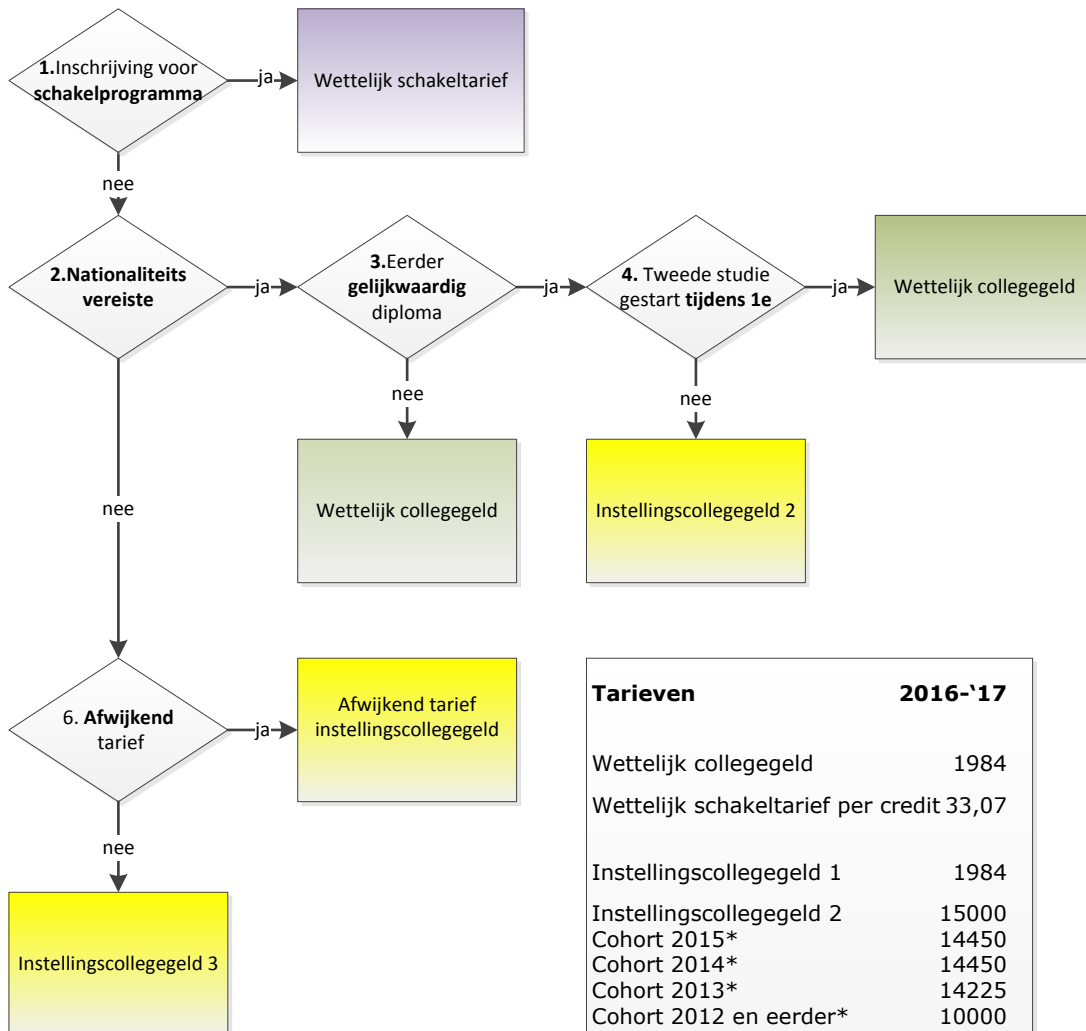 1.Inschrijving voor
schakelprogramma
ja
Wettelijk schakeltarief
nee
2.Nationaliteits
vereiste
ja
3.Eerder
gelijkwaardig
diploma
ja
4. Tweede studie
gestart tijdens 1e
ja
Wettelijk collegegeld
nee
Wettelijk collegegeld
nee
Instellingscollegegeld 2
nee
6. Afwijkend
tarief
ja
Afwijkend tarief
instellingscollegegeld
nee
Instellingscollegegeld 3
Tarieven 2016-‘17
Wettelijk collegegeld 1984
Wettelijk schakeltarief per credit 33,07
Instellingscollegegeld 1 1984
Instellingscollegegeld 2 15000
Cohort 2015* 14450
Cohort 2014* 14450
Cohort 2013* 14225
Cohort 2012 en eerder* 10000